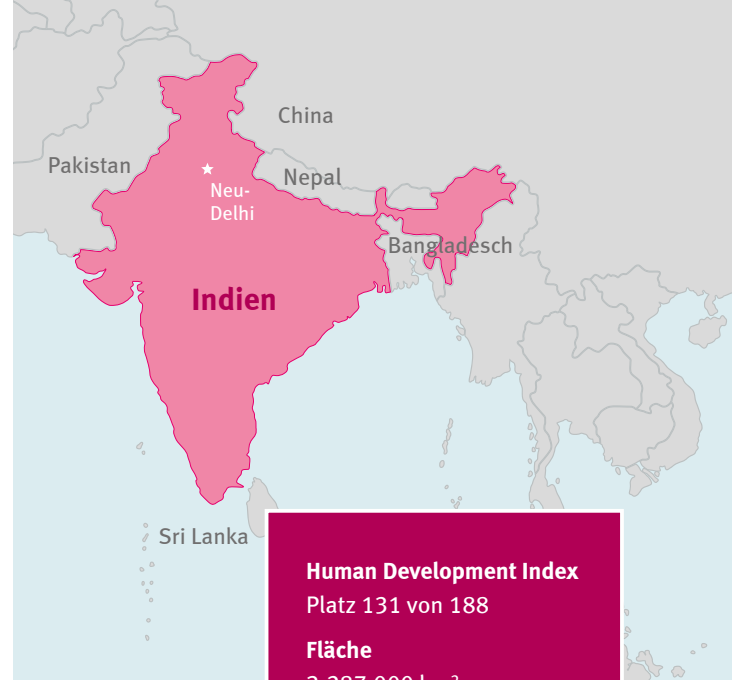 China
Pakistan
Nepal
Neu-
Delhi
Bangladesch
Indien
Sri Lanka
Human Development Index
Platz 131 von 188
Fläche